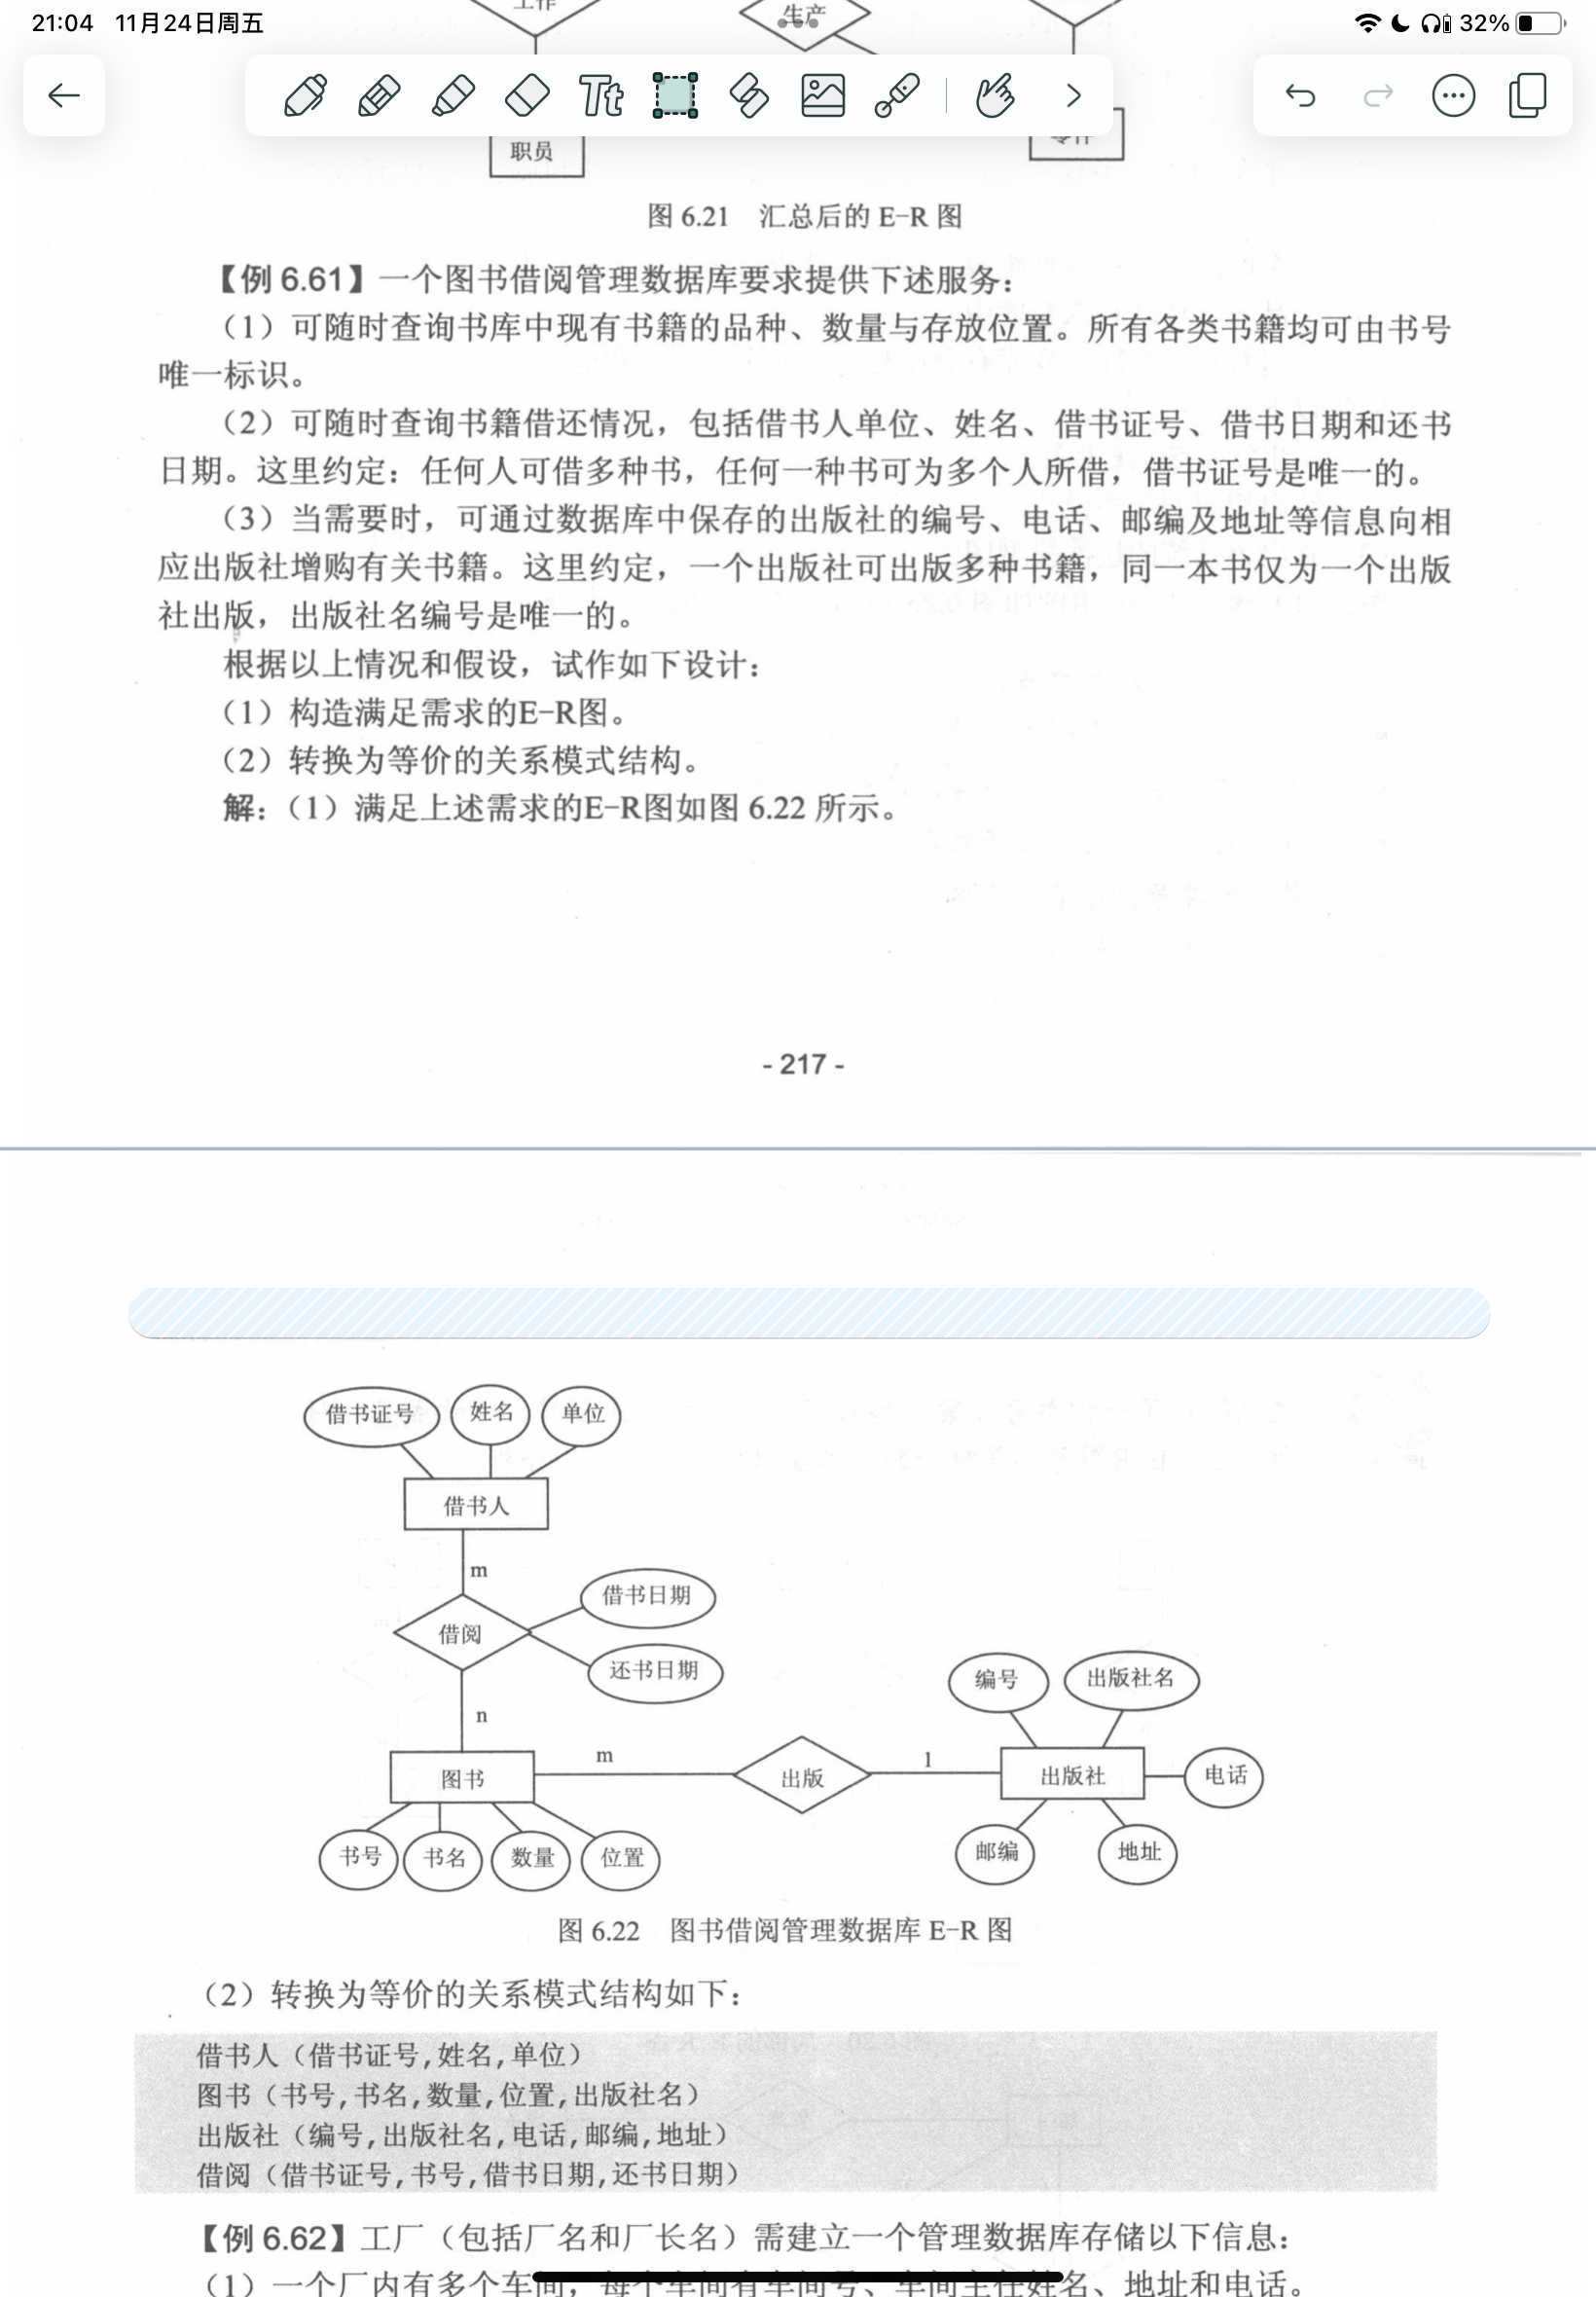 21:04 11月24日周五
32%
工作
生产
Tt
职员
零件
图 6.21 汇总后的 E-R 图
【例 6.61】一个图书借阅管理数据库要求提供下述服务：
（1）可随时查询书库中现有书籍的品种、数量与存放位置。所有各类书籍均可由书号
唯一标识。
（2）可随时查询书籍借还情况，包括借书人单位、姓名、借书证号、借书日期和还书
日期。这里约定：任何人可借多种书，任何一种书可为多个人所借，借书证号是唯一的。
（3）当需要时，可通过数据库中保存的出版社的编号、电话、邮编及地址等信息向相
应出版社增购有关书籍。这里约定，一个出版社可出版多种书籍，同一本书仅为一个出版
社出版，出版社名编号是唯一的。
根据以上情况和假设，试作如下设计：
（1）构造满足需求的E-R图。
（2）转换为等价的关系模式结构。
解：（1）满足上述需求的E-R图如图 6.22 所示。
- 217 -
借书证号 姓名 单位
借书人
m
借书日期
借阅
还书日期
编号 出版社名
n
m 1
图书 出版 出版社 电话
书号 书名 数量 位置 邮编 地址
图 6.22 图书借阅管理数据库 E-R 图
（2）转换为等价的关系模式结构如下：
借书人（借书证号,姓名,单位）
图书（书号,书名,数量,位置,出版社名）
出版社（编号,出版社名,电话,邮编,地址）
借阅（借书证号,书号,借书日期,还书日期）
【例 6.62】工厂（包括厂名和厂长名）需建立一个管理数据库存储以下信息：
（1）一个厂内有多个车间，每个车间有车间号、车间主任姓名、地址和电话。